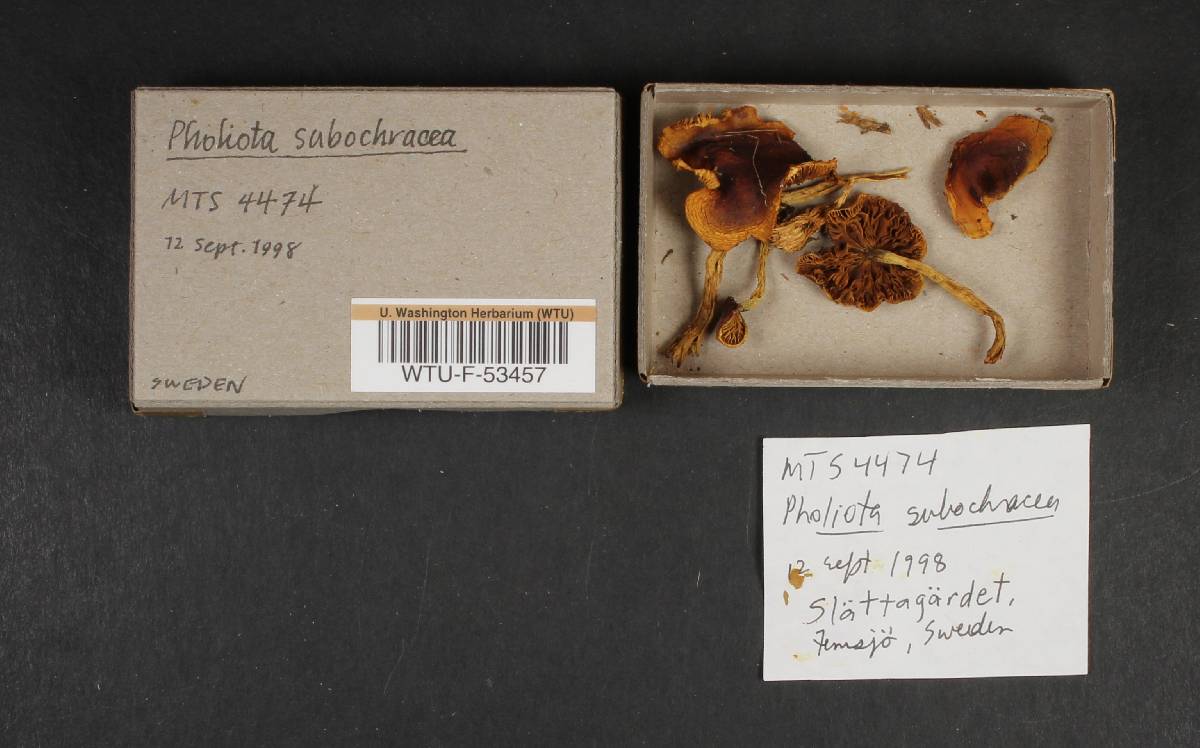 Pholiota subochracea
MTS 4474
12 Sept. 1998
SWEDEN
U. Washington Herbarium (WTU)
WTU-F-53457
MTS 4474
Pholiota subochracea
12 sept 1998
Slättagärdet,
Femsjö, Sweden